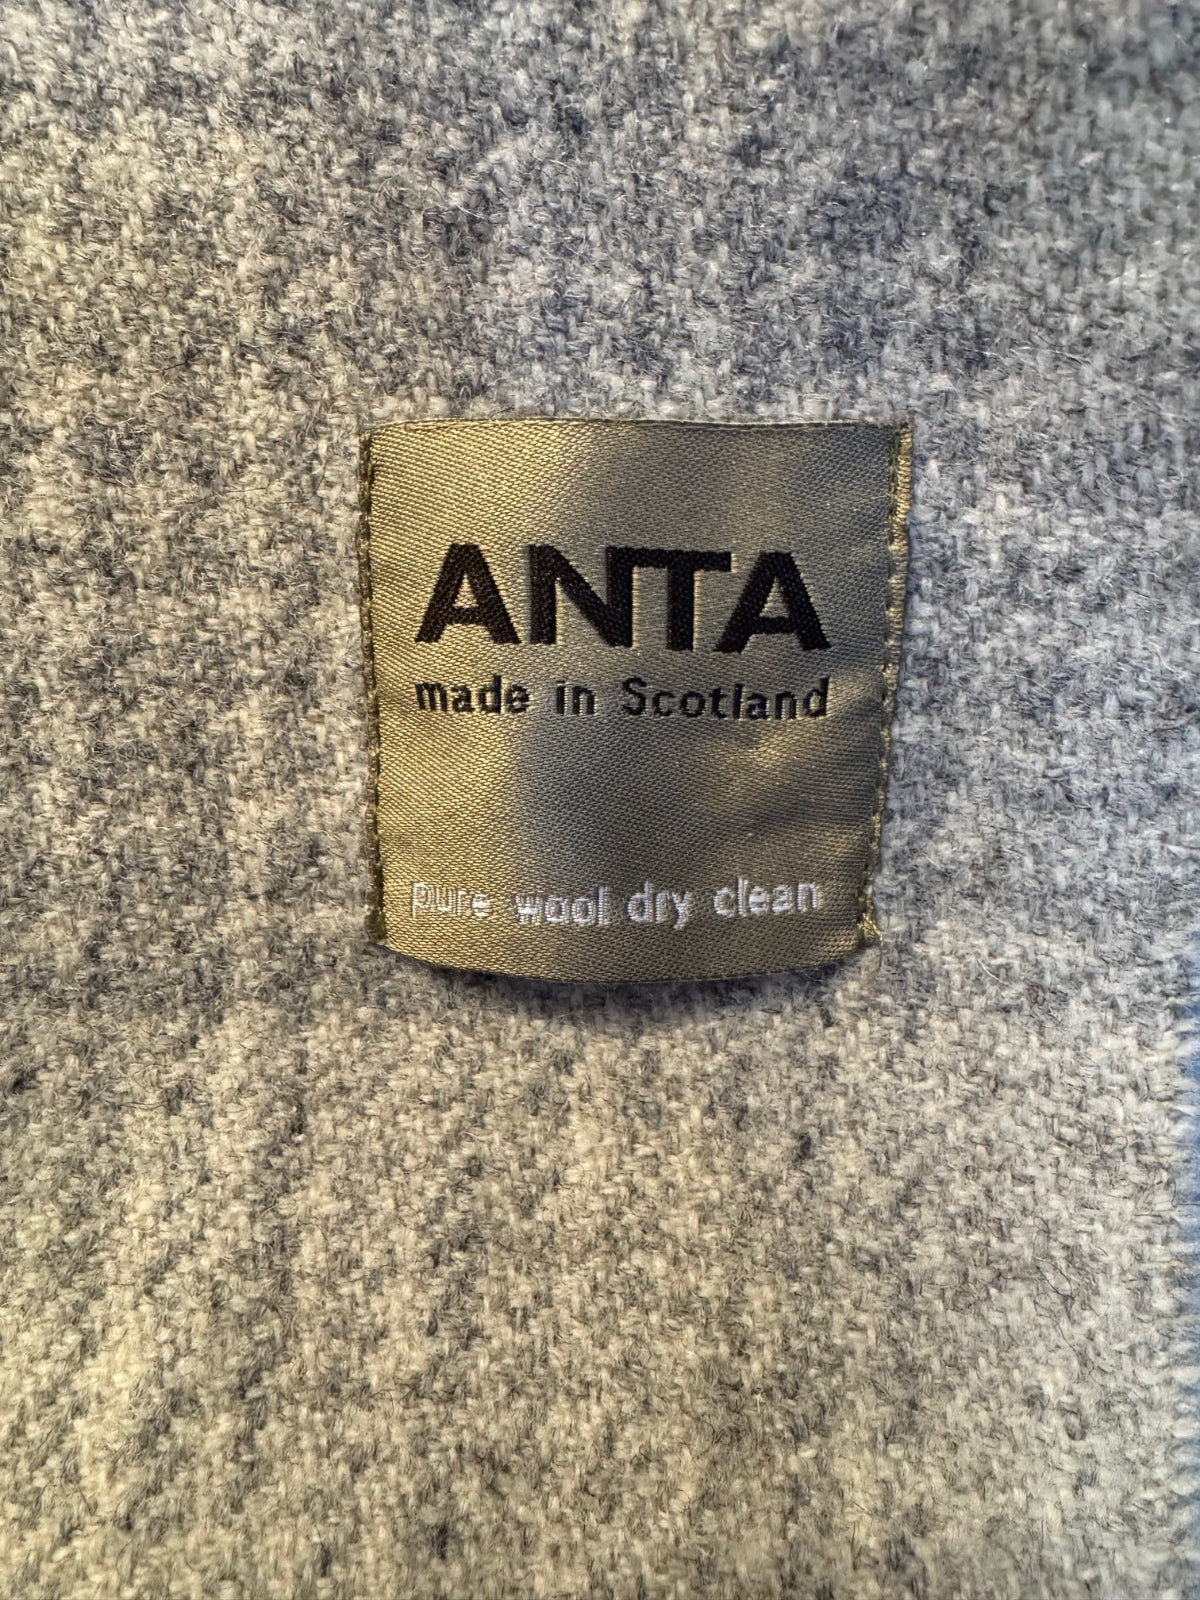 ANTA
made in Scotland
pure wool dry clean